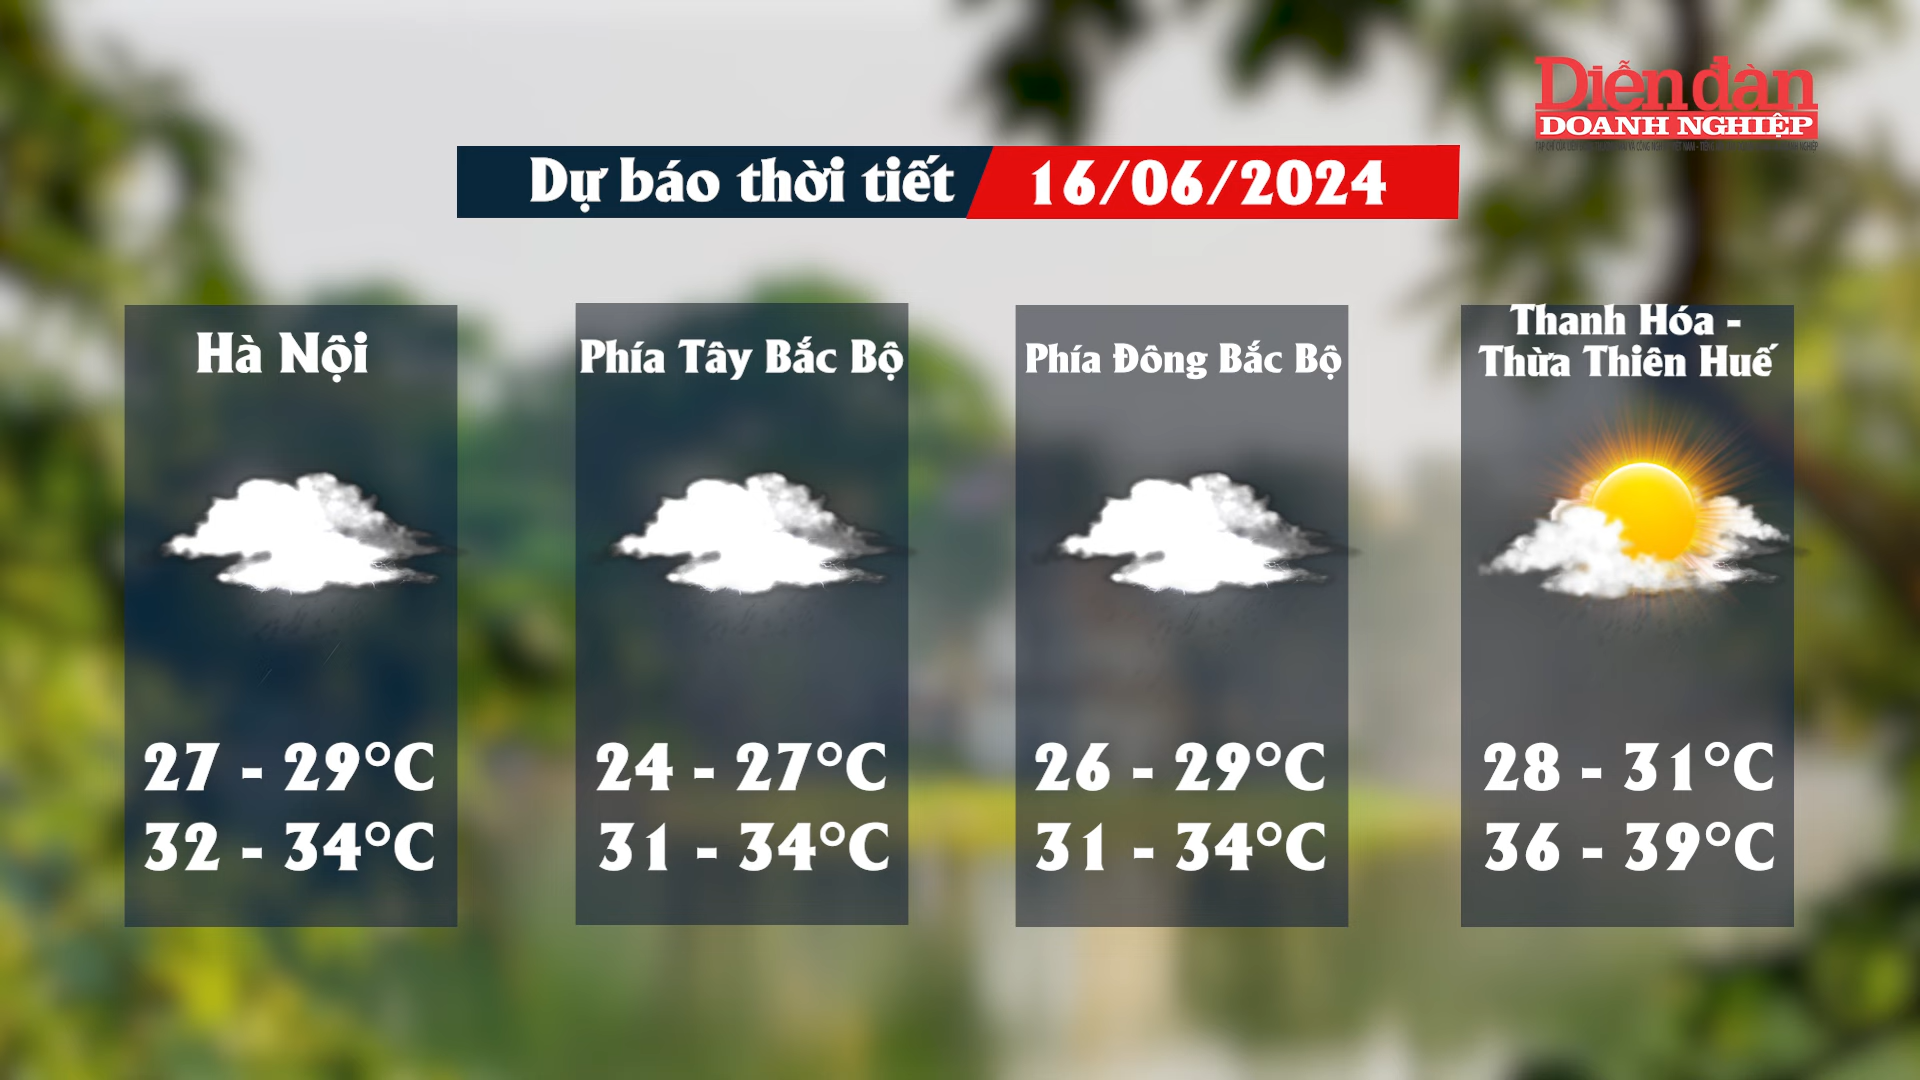 Diễn đàn
DOANH NGHIỆP
Dự báo thời tiết 16/06/2024
Hà Nội
27 - 29°C
32 - 34°C
Phía Tây Bắc Bộ
24 - 27°C
31 - 34°C
Phía Đông Bắc Bộ
26 - 29°C
31 - 34°C
Thanh Hóa -
Thừa Thiên Huế
28 - 31°C
36 - 39°C